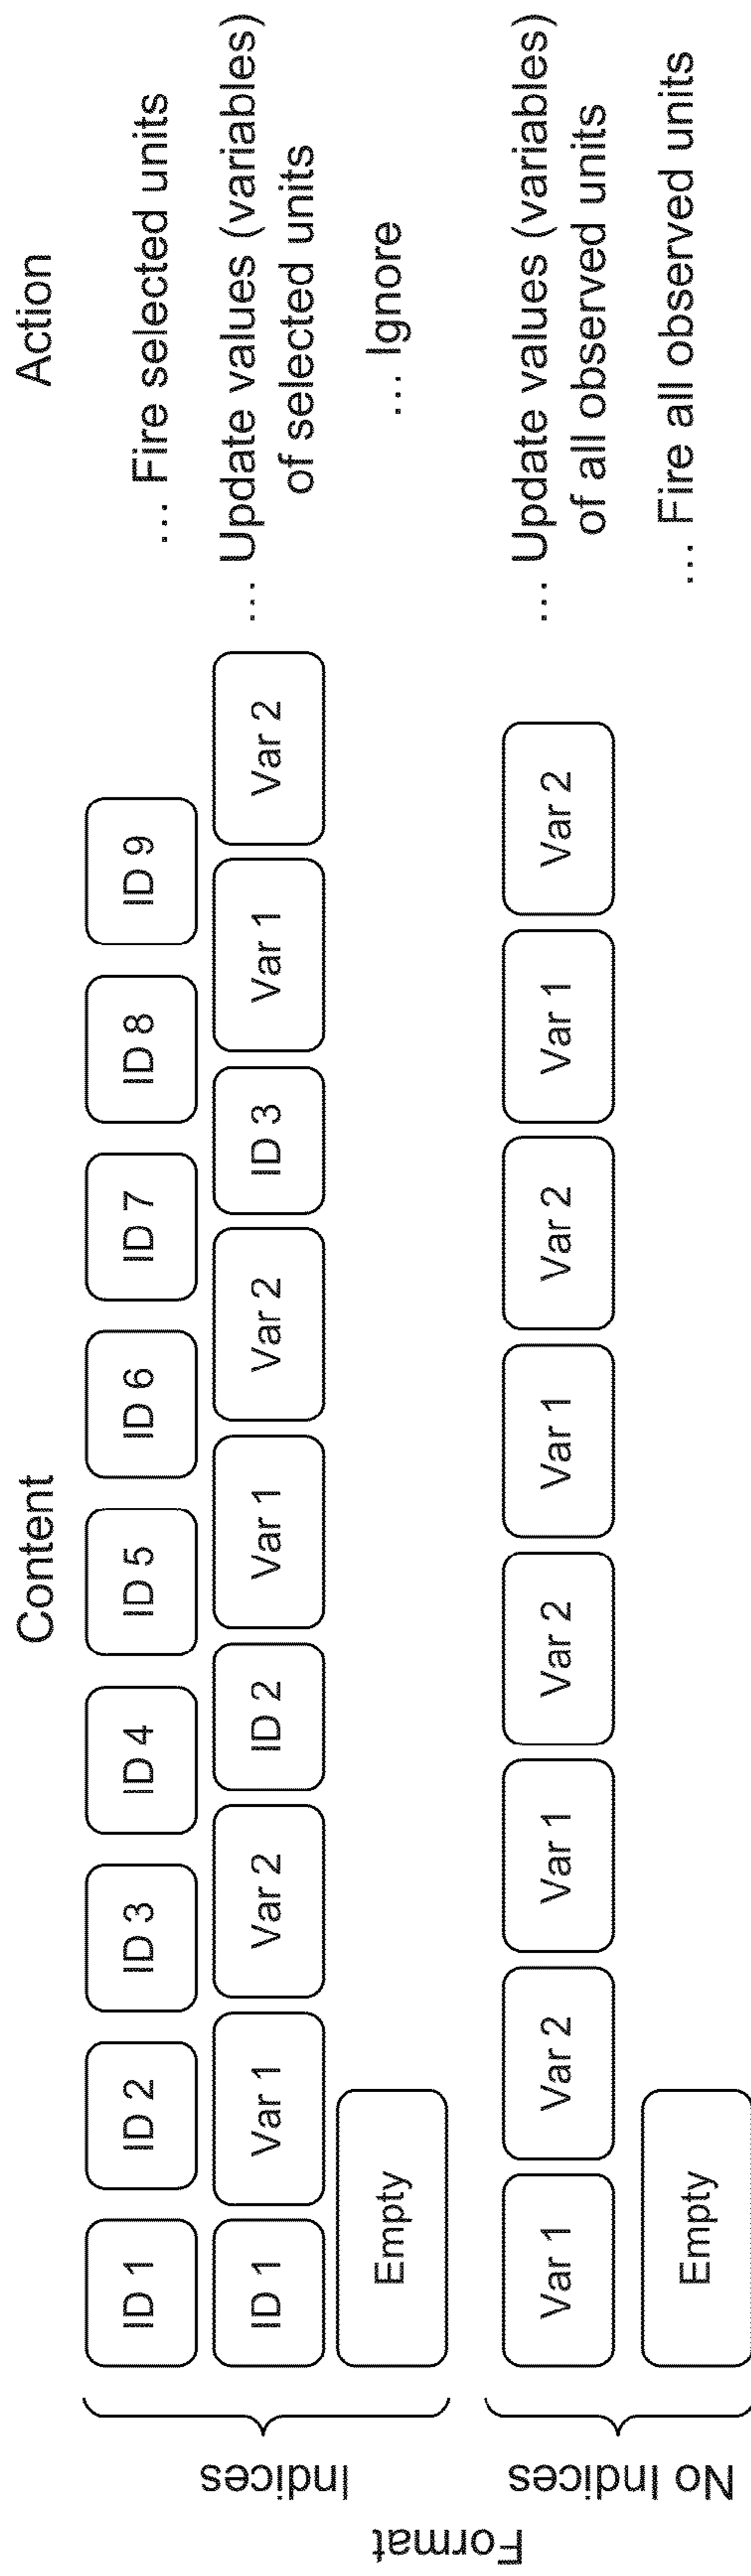 Content Action
ID 1 ID 2 ID 3 ID 4 ID 5 ID 6 ID 7 ID 8 ID 9 ... Fire selected units
ID 1 Var 1 Var 2 ID 2 Var 1 Var 2 ID 3 Var 1 Var 2 ... Update values (variables)
of selected units
Empty ... Ignore
Var 1 Var 2 Var 1 Var 2 Var 1 Var 2 Var 1 Var 2 ... Update values (variables)
of all observed units
Empty ... Fire all observed units
Format
Indices
No Indices